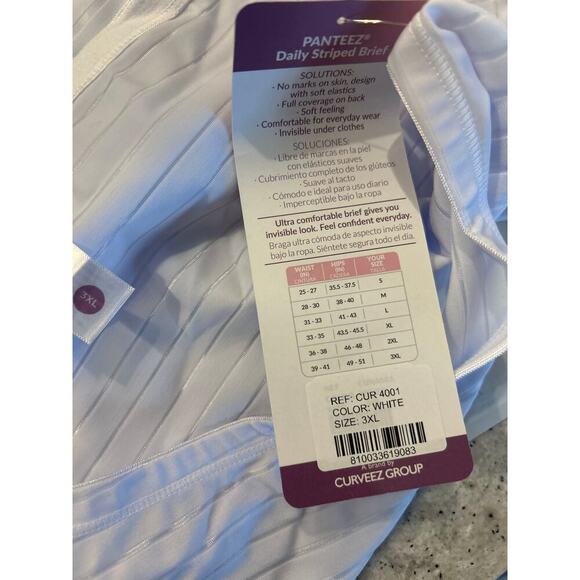 PANTEEZ®
Daily Striped Brief
SOLUTIONS:
· No marks on skin, design
with soft elastics
· Full coverage on back
· Soft feeling
· Comfortable for everyday wear
· Invisible under clothes
SOLUCIONES:
· Libre de marcas en la piel
con elásticos suaves
· Cubrimiento completo de los glúteos
· Suave al tacto
· Cómodo e ideal para uso diario
· Imperceptible bajo la ropa
Ultra comfortable brief gives you
invisible look. Feel confident everyday.
Braga ultra cómoda de aspecto invisible
bajo la ropa. Siéntete segura todo el día.
WAIST (IN) CINTURA HIPS (IN) CADERA YOUR SIZE TALLA
25 - 27 35.5 - 37.5 S
28 - 30 38 - 40 M
31 - 33 41 - 43 L
33 - 35 43.5 - 45.5 XL
36 - 38 46 - 48 2XL
39 - 41 49 - 51 3XL
REF: CUR 4001
COLOR: WHITE
SIZE: 3XL
810033619083
A brand by
CURVEEZ GROUP
3XL